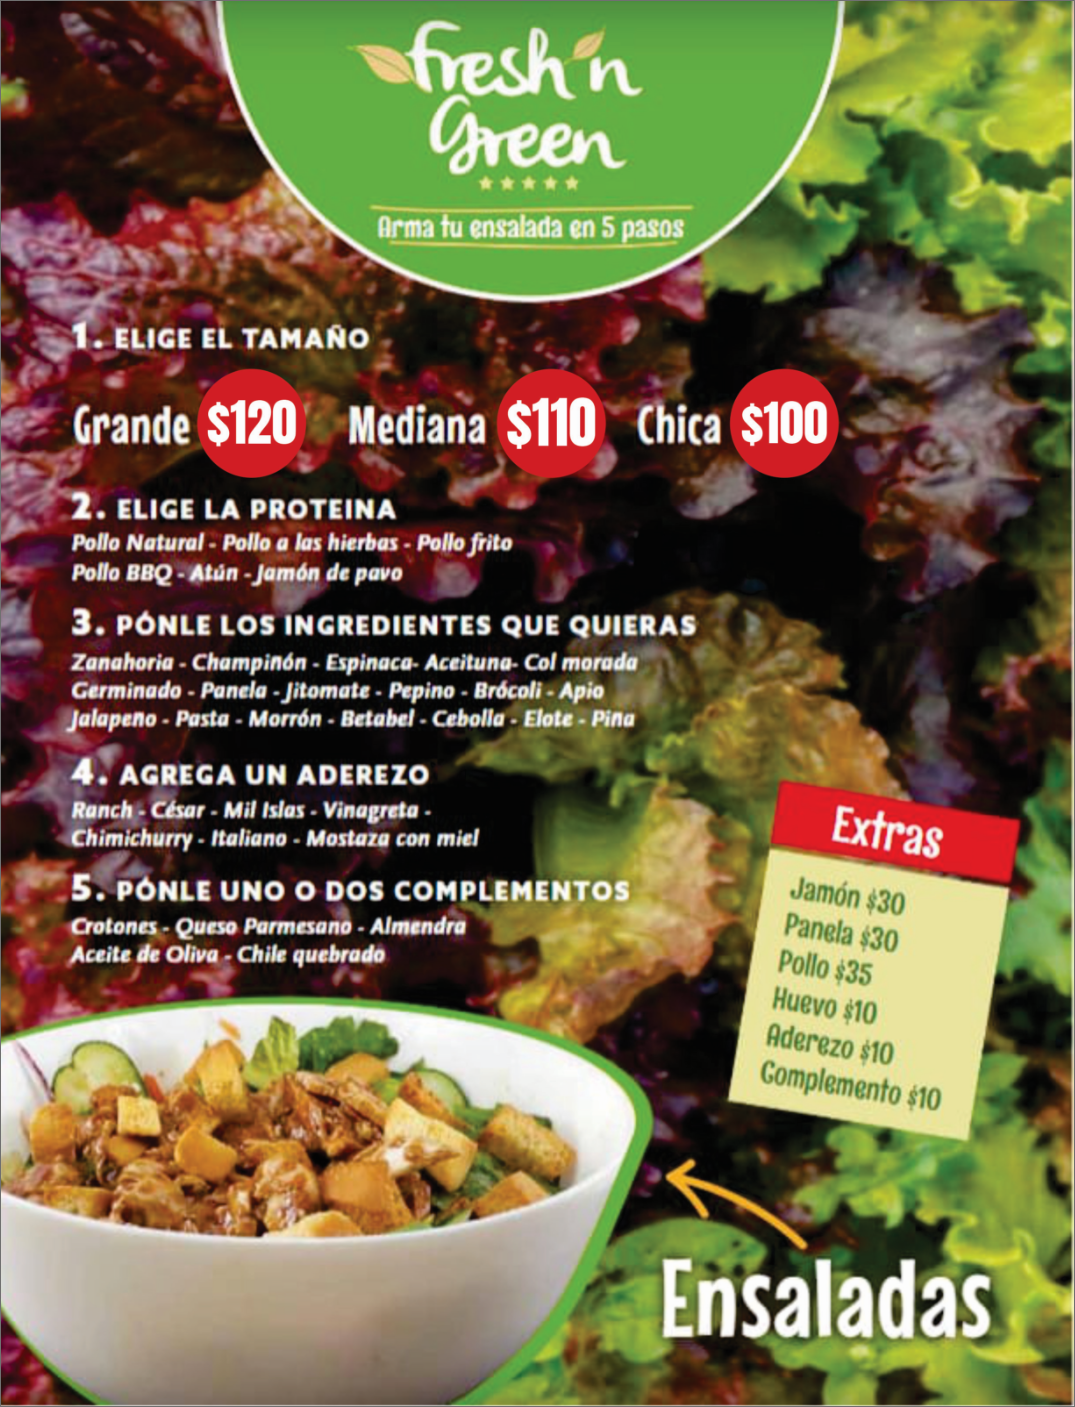 fresh'n
Green
Arma tu ensalada en 5 pasos
1. ELIGE EL TAMAÑO
Grande $120 Mediana $110 Chica $100
2. ELIGE LA PROTEINA
Pollo Natural - Pollo a las hierbas - Pollo frito
Pollo BBQ - Atún - Jamón de pavo
3. PÓNLE LOS INGREDIENTES QUE QUIERAS
Zanahoria - Champiñón - Espinaca- Aceituna- Col morada
Germinado - Panela - Jitomate - Pepino - Brócoli - Apio
Jalapeño - Pasta - Morrón - Betabel - Cebolla - Elote - Piña
4. AGREGA UN ADEREZO
Ranch - César - Mil Islas - Vinagreta -
Chimichurry - Italiano - Mostaza con miel
5. PÓNLE UNO O DOS COMPLEMENTOS
Crotones - Queso Parmesano - Almendra
Aceite de Oliva - Chile quebrado
Extras
Jamón $30
Panela $30
Pollo $35
Huevo $10
Aderezo $10
Complemento $10
Ensaladas